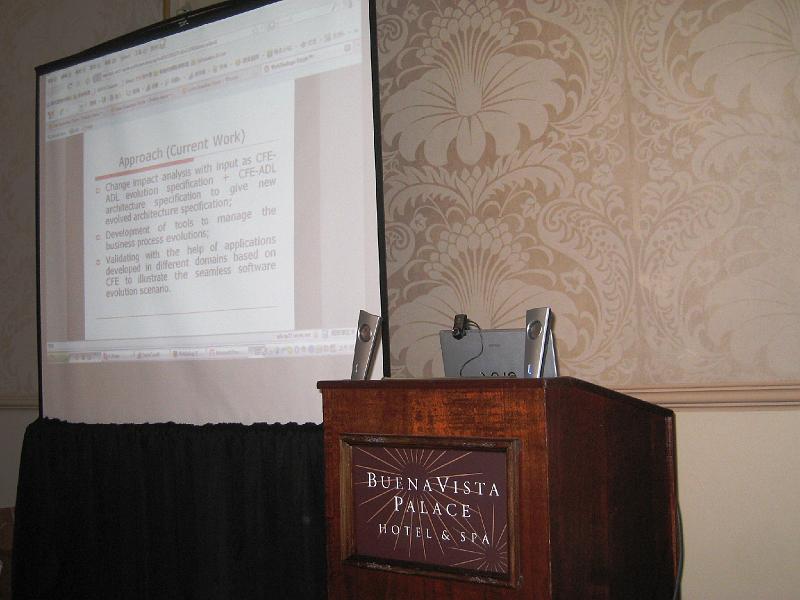 Approach (Current Work)
Change impact analysis with input as CFE-
ADL evolution specification + CFE-ADL
architecture specification to give new
evolved architecture specification;
Development of tools to manage the
business process evolutions;
Validating with the help of applications
developed in different domains based on
CFE to illustrate the seamless software
evolution scenario.
BUENAVISTA
PALACE
HOTEL & SPA